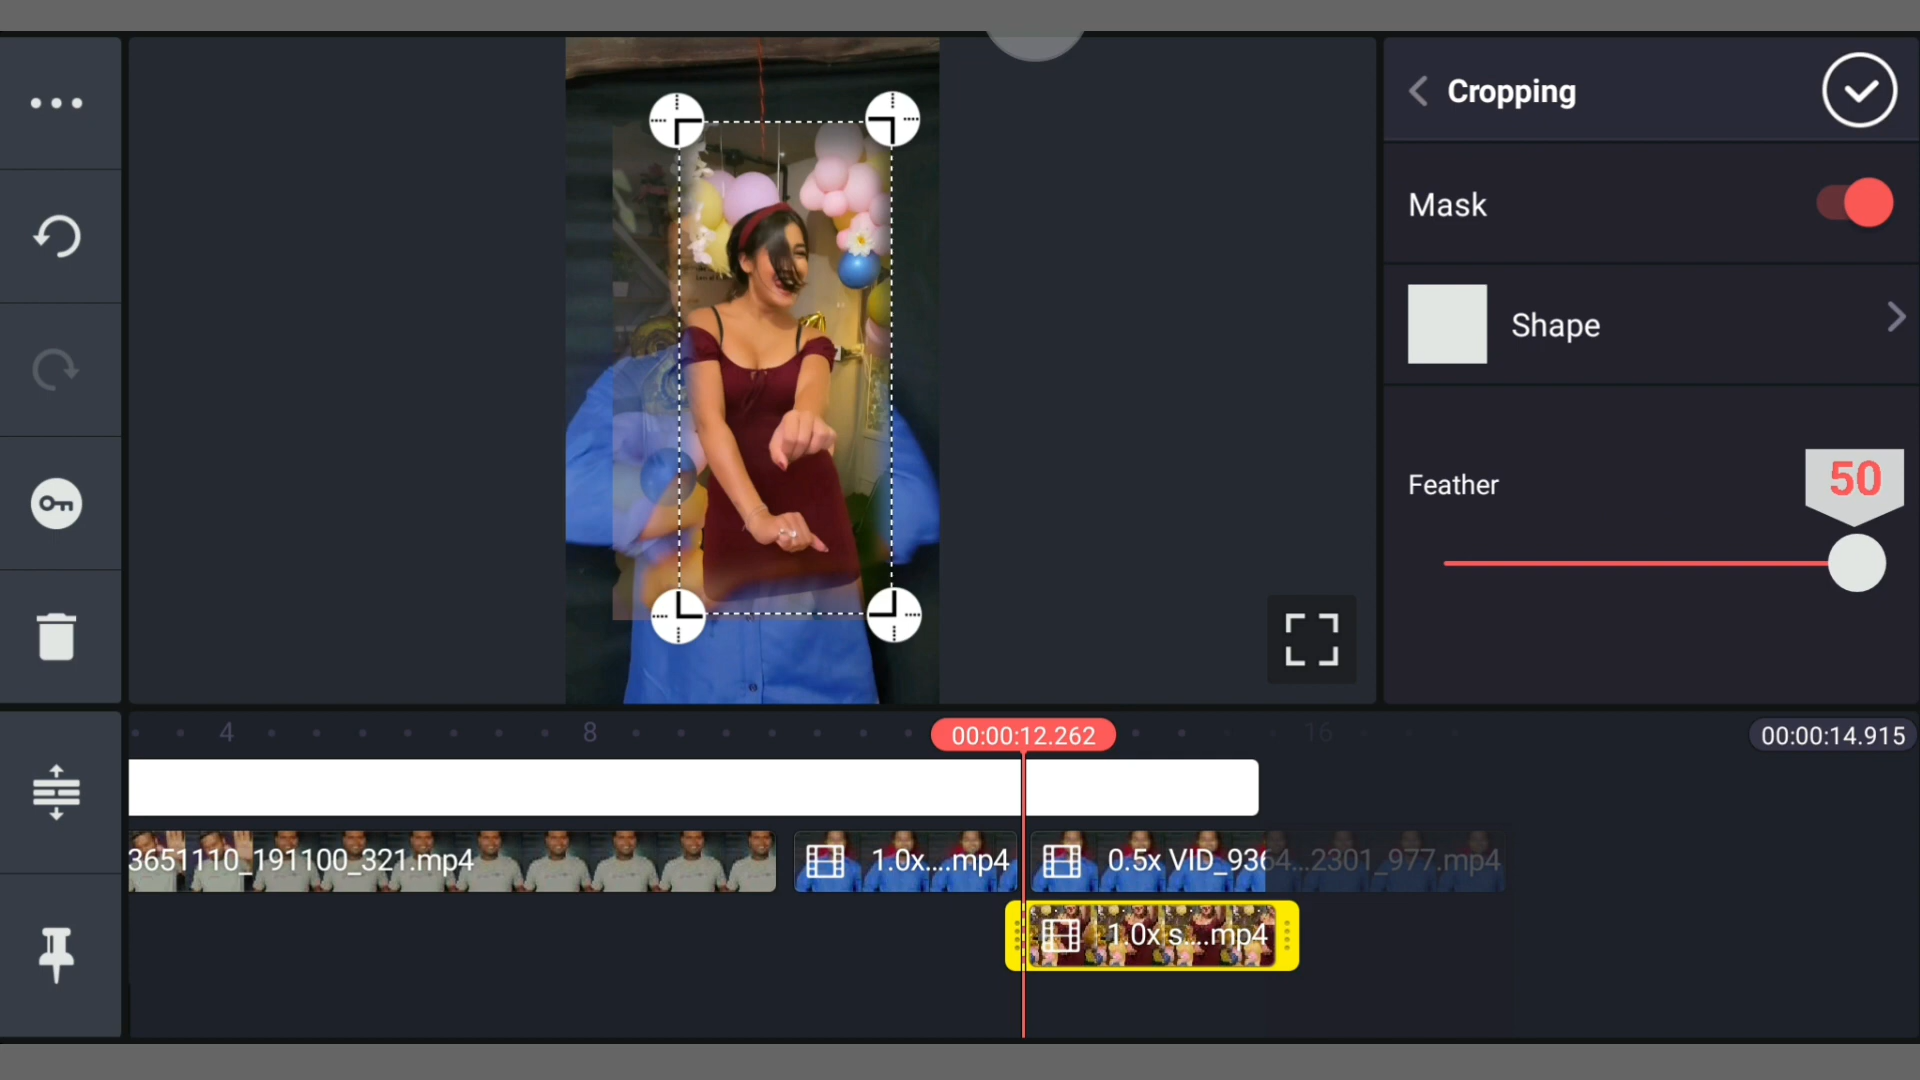 Cropping
Mask
Shape
Feather
50
4
8
00:00:12.262
16
00:00:14.915
3651110_191100_321.mp4
1.0x....mp4
0.5x VID_9364...2301_977.mp4
1.0x s....mp4